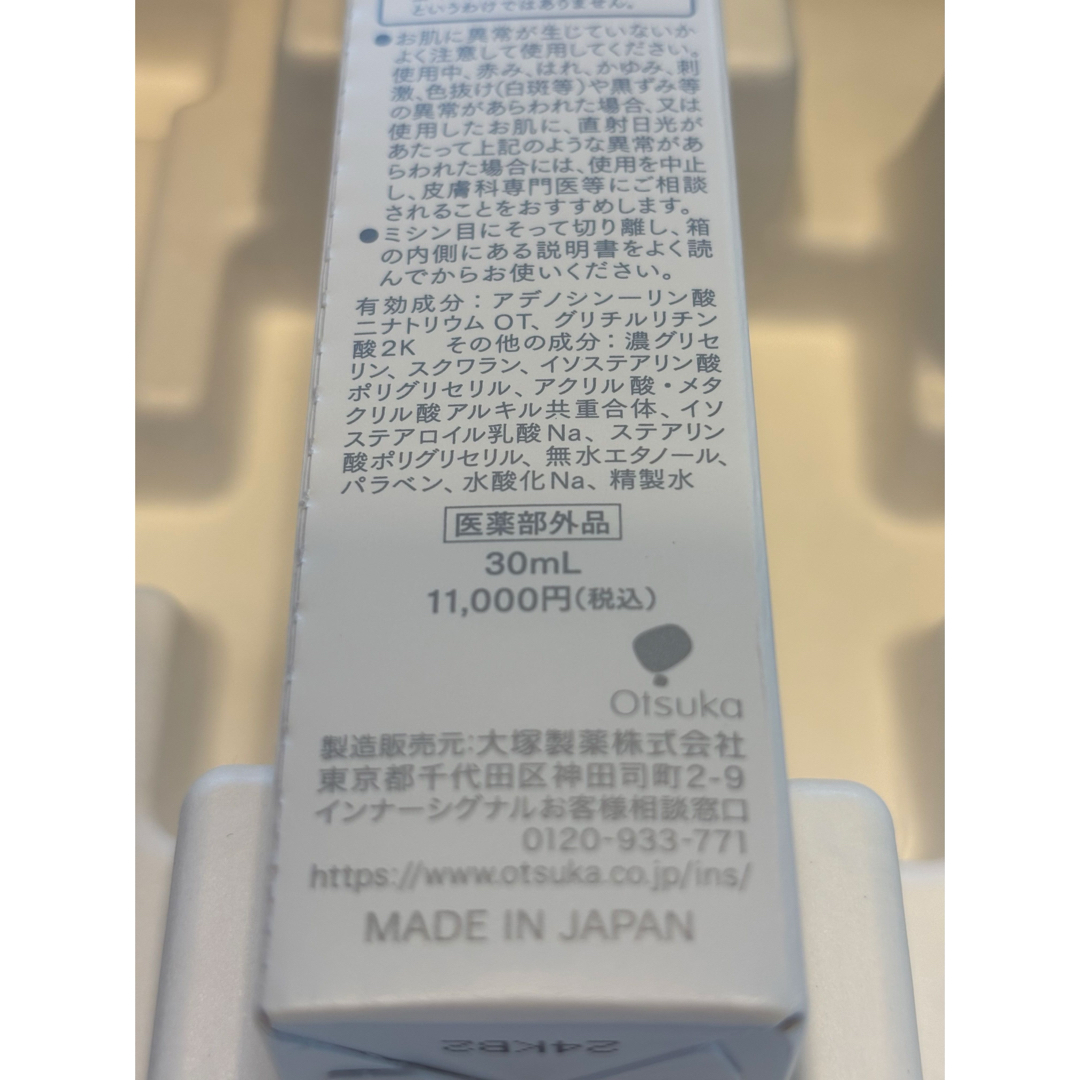 というわけではありません。
●お肌に異常が生じていないか
よく注意して使用してください。
使用中、赤み、はれ、かゆみ、刺
激、色抜け(白斑等)や黒ずみ等
の異常があらわれた場合、又は
使用したお肌に、直射日光が
あたって上記のような異常があ
らわれた場合には、使用を中止
し、皮膚科専門医等にご相談
されることをおすすめします。
●ミシン目にそって切り離し、箱
の内側にある説明書をよく読
んでからお使いください。
有効成分：アデノシン一リン酸
二ナトリウム OT、グリチルリチン
酸2K　その他の成分：濃グリセ
リン、スクワラン、イソステアリン酸
ポリグリセリル、アクリル酸・メタ
クリル酸アルキル共重合体、イソ
ステアロイル乳酸Na、ステアリン
酸ポリグリセリル、無水エタノール、
パラベン、水酸化Na、精製水
医薬部外品
30mL
11,000円(税込)
Otsuka
製造販売元：大塚製薬株式会社
東京都千代田区神田司町2-9
インナーシグナルお客様相談窓口
0120-933-771
https://www.otsuka.co.jp/ins/
MADE IN JAPAN
24KB2